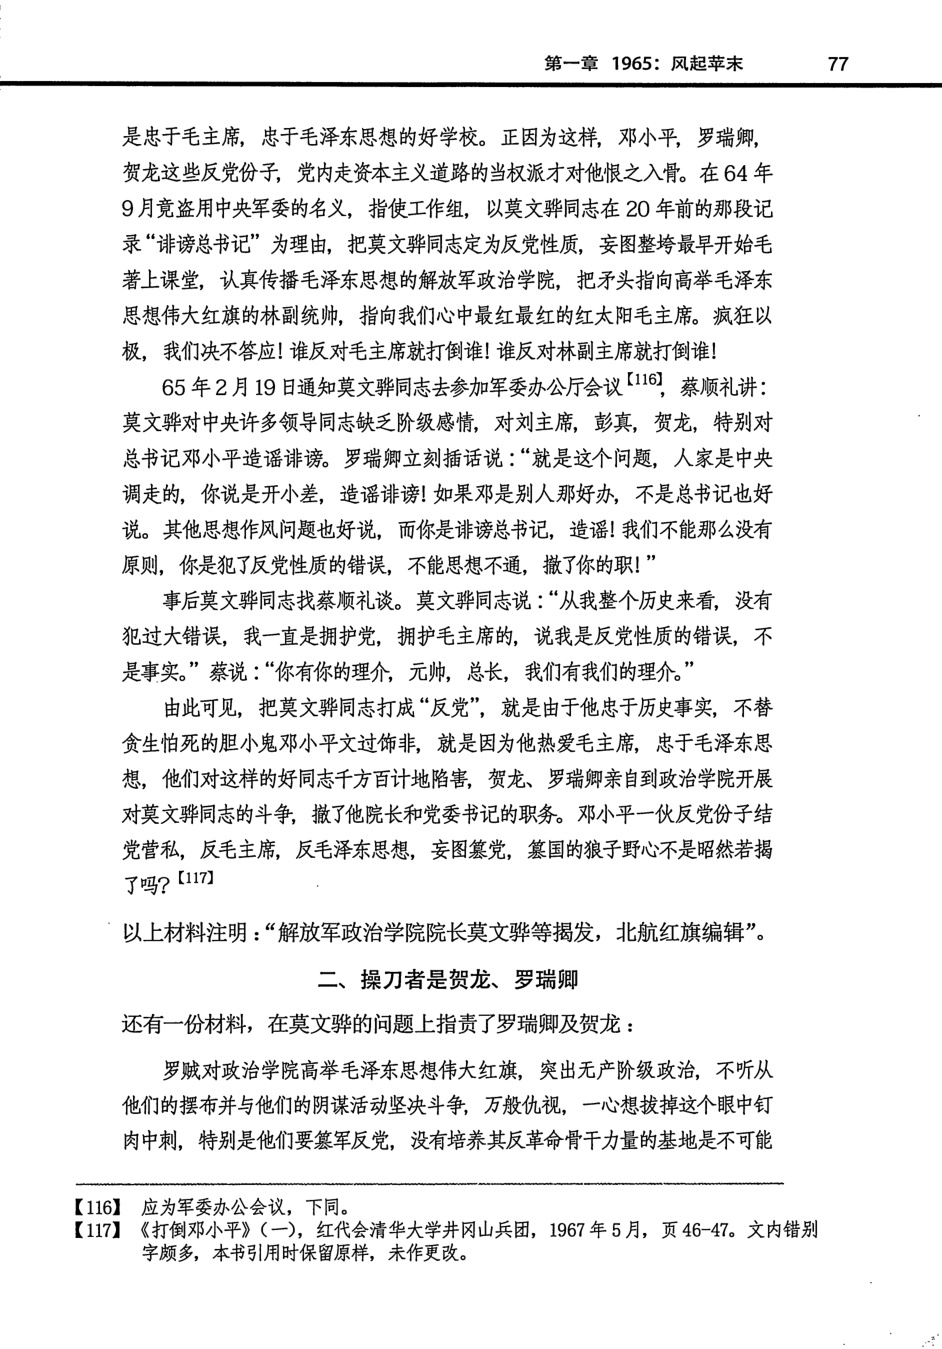 第一章 1965：风起苹末 77
是忠于毛主席，忠于毛泽东思想的好学校。正因为这样，邓小平，罗瑞卿，
贺龙这些反党份子，党内走资本主义道路的当权派才对他恨之入骨。在 64 年
9 月竟盗用中央军委的名义，指使工作组，以莫文骅同志在 20 年前的那段记
录“诽谤总书记”为理由，把莫文骅同志定为反党性质，妄图整垮最早开始毛
著上课堂，认真传播毛泽东思想的解放军政治学院，把矛头指向高举毛泽东
思想伟大红旗的林副统帅，指向我们心中最红最红的红太阳毛主席。疯狂以
极，我们决不答应！谁反对毛主席就打倒谁！谁反对林副主席就打倒谁！
65 年 2 月 19 日通知莫文骅同志去参加军委办公厅会议【116】，蔡顺礼讲：
莫文骅对中央许多领导同志缺乏阶级感情，对刘主席，彭真，贺龙，特别对
总书记邓小平造谣诽谤。罗瑞卿立刻插话说：“就是这个问题，人家是中央
调走的，你说是开小差，造谣诽谤！如果邓是别人那好办，不是总书记也好
说。其他思想作风问题也好说，而你是诽谤总书记，造谣！我们不能那么没有
原则，你是犯了反党性质的错误，不能思想不通，撤了你的职！”
事后莫文骅同志找蔡顺礼谈。莫文骅同志说：“从我整个历史来看，没有
犯过大错误，我一直是拥护党，拥护毛主席的，说我是反党性质的错误，不
是事实。”蔡说：“你有你的理介，元帅，总长，我们有我们的理介。”
由此可见，把莫文骅同志打成“反党”，就是由于他忠于历史事实，不替
贪生怕死的胆小鬼邓小平文过饰非，就是因为他热爱毛主席，忠于毛泽东思
想，他们对这样的好同志千方百计地陷害，贺龙、罗瑞卿亲自到政治学院开展
对莫文骅同志的斗争，撤了他院长和党委书记的职务。邓小平一伙反党份子结
党营私，反毛主席，反毛泽东思想，妄图篡党，篡国的狼子野心不是昭然若揭
了吗？【117】
以上材料注明：“解放军政治学院院长莫文骅等揭发，北航红旗编辑”。
二、操刀者是贺龙、罗瑞卿
还有一份材料，在莫文骅的问题上指责了罗瑞卿及贺龙：
罗贼对政治学院高举毛泽东思想伟大红旗，突出无产阶级政治，不听从
他们的摆布并与他们的阴谋活动坚决斗争，万般仇视，一心想拔掉这个眼中钉
肉中刺，特别是他们要篡军反党，没有培养其反革命骨干力量的基地是不可能
【116】 应为军委办公会议，下同。
【117】 《打倒邓小平》（一），红代会清华大学井冈山兵团，1967 年 5 月，页 46-47。文内错别
字颇多，本书引用时保留原样，未作更改。